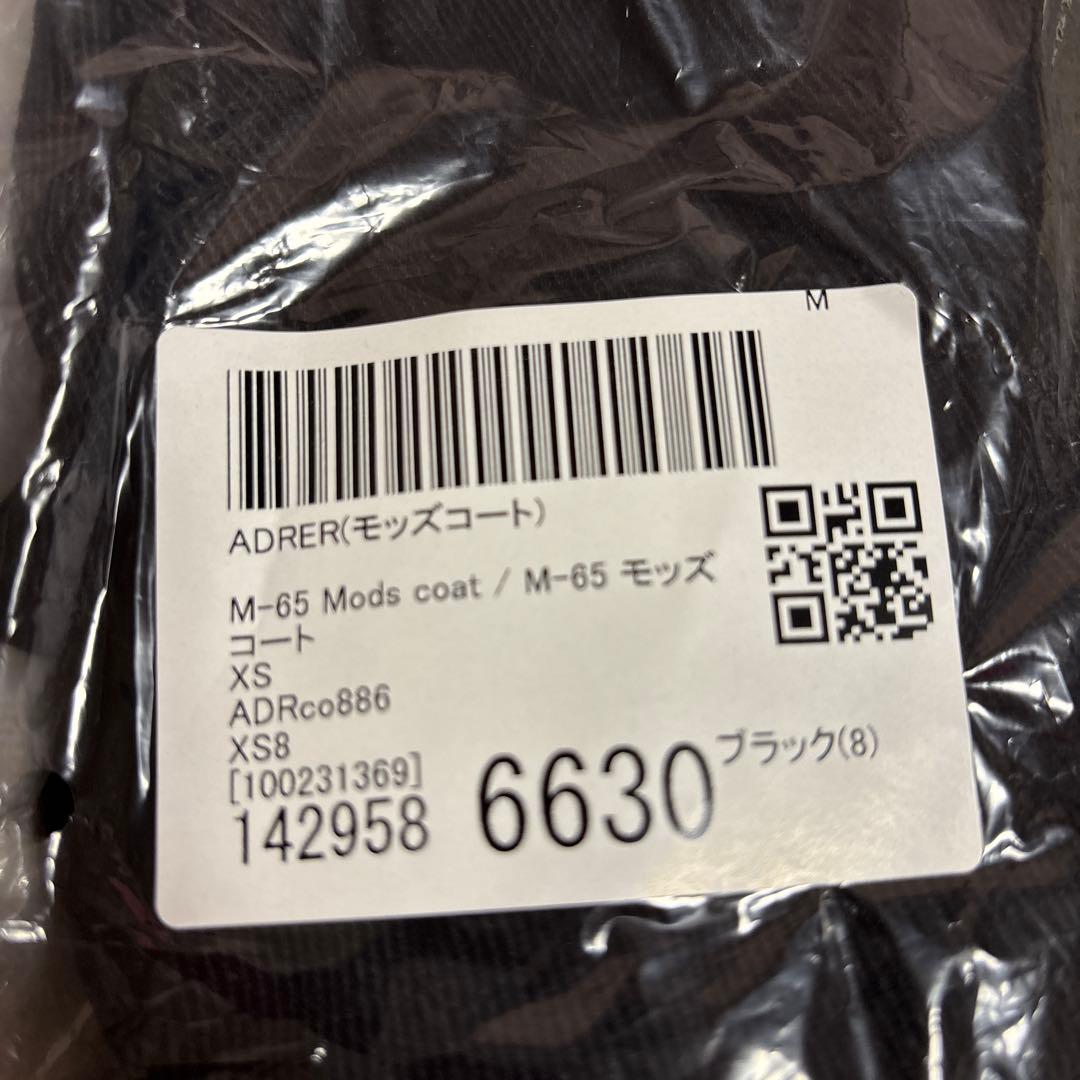 M
ADRER(モッズコート)
M-65 Mods coat / M-65 モッズ
コート
XS
ADRco886
XS8
[100231369]
142958 6630 ブラック(8)